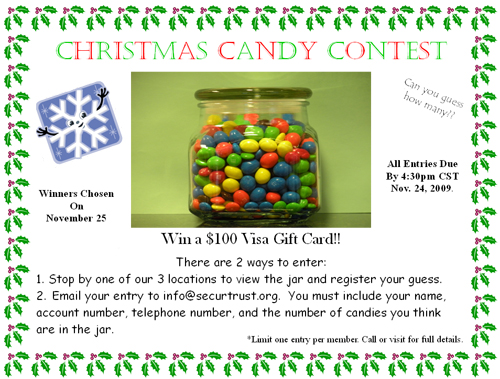 CHRISTMAS CANDY CONTEST
Can you guess
how many??
All Entries Due
By 4:30pm CST
Nov. 24, 2009.
Winners Chosen
On
November 25
Win a $100 Visa Gift Card!!
There are 2 ways to enter:
1. Stop by one of our 3 locations to view the jar and register your guess.
2. Email your entry to info@securtrust.org. You must include your name,
account number, telephone number, and the number of candies you think
are in the jar.
*Limit one entry per member. Call or visit for full details.